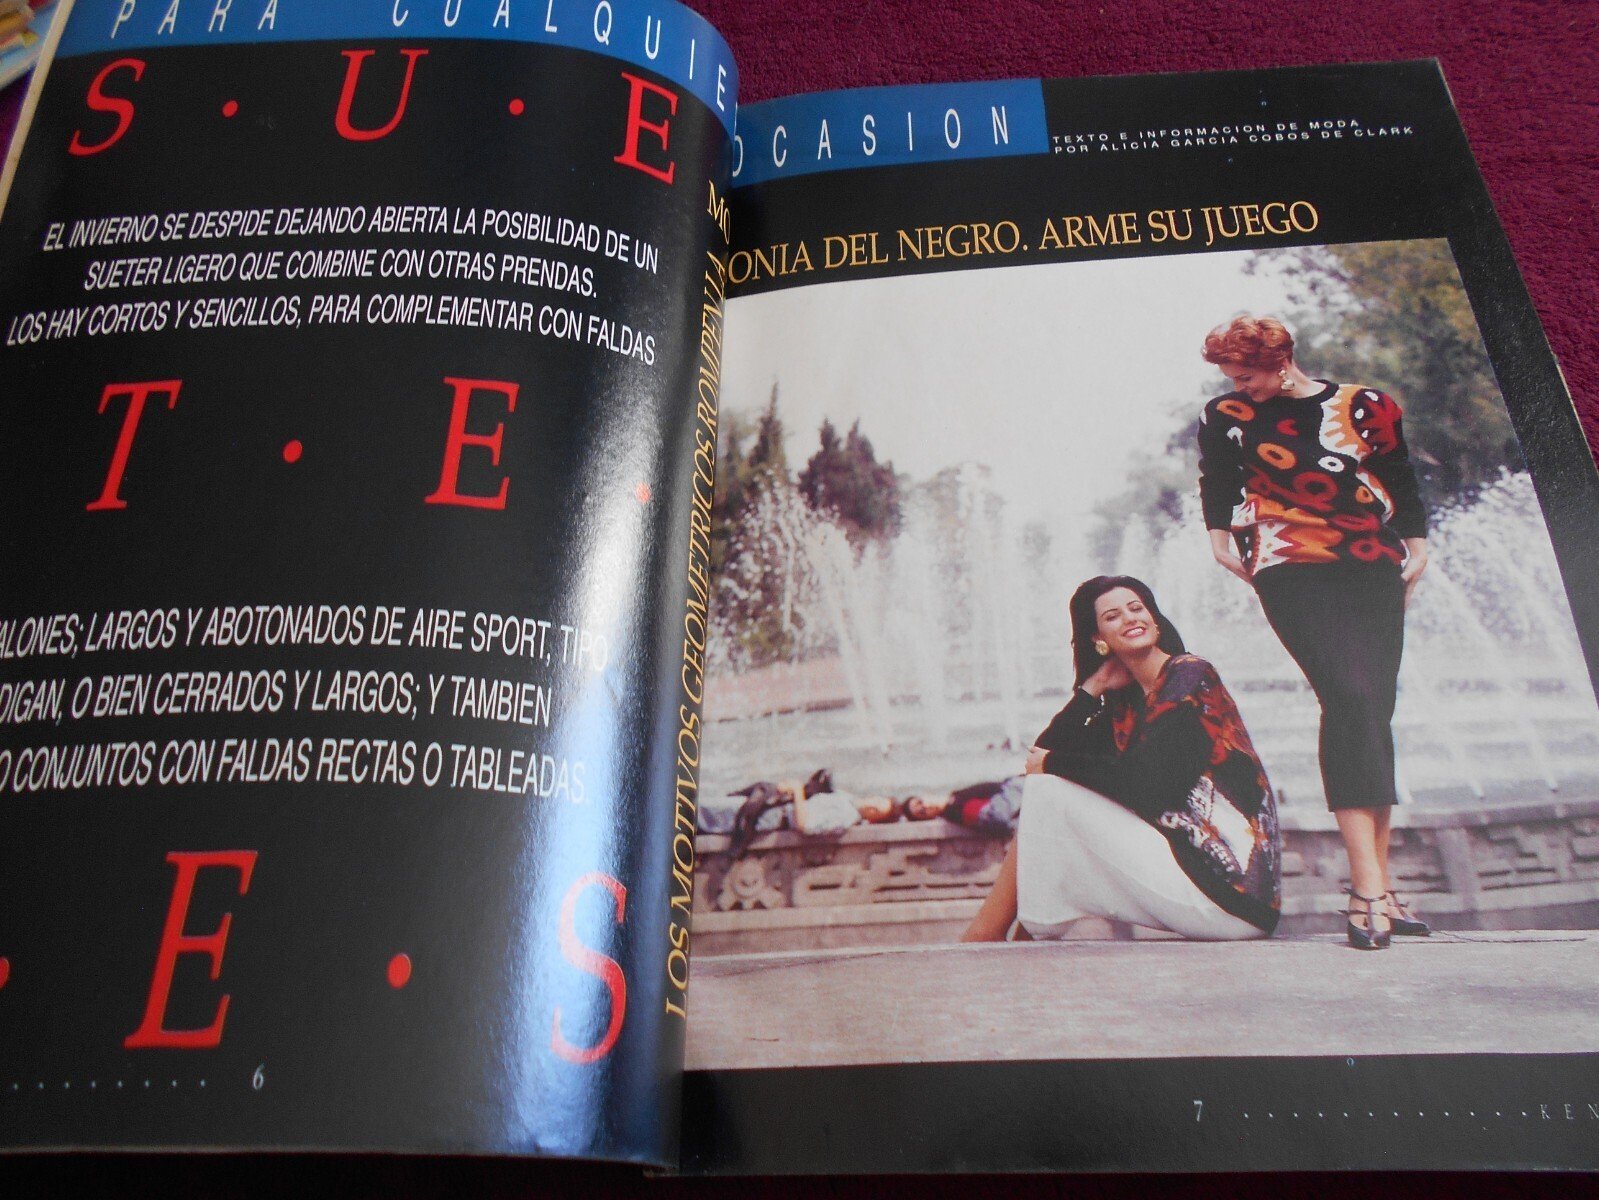 PARA CUALQUIE
S · U · E
EL INVIERNO SE DESPIDE DEJANDO ABIERTA LA POSIBILIDAD DE UN
SUETER LIGERO QUE COMBINE CON OTRAS PRENDAS.
LOS HAY CORTOS Y SENCILLOS, PARA COMPLEMENTAR CON FALDAS
T · E ·
ALONES; LARGOS Y ABOTONADOS DE AIRE SPORT, TIPO
DIGAN, O BIEN CERRADOS Y LARGOS; Y TAMBIEN
O CONJUNTOS CON FALDAS RECTAS O TABLEADAS.
· E · S
6
OCASION
TEXTO E INFORMACION DE MODA
POR ALICIA GARCIA COBOS DE CLARK
LOS MOTIVOS GEOMETRICOS ROMPEN LA
MO
ONIA DEL NEGRO. ARME SU JUEGO
7 ............. KEN